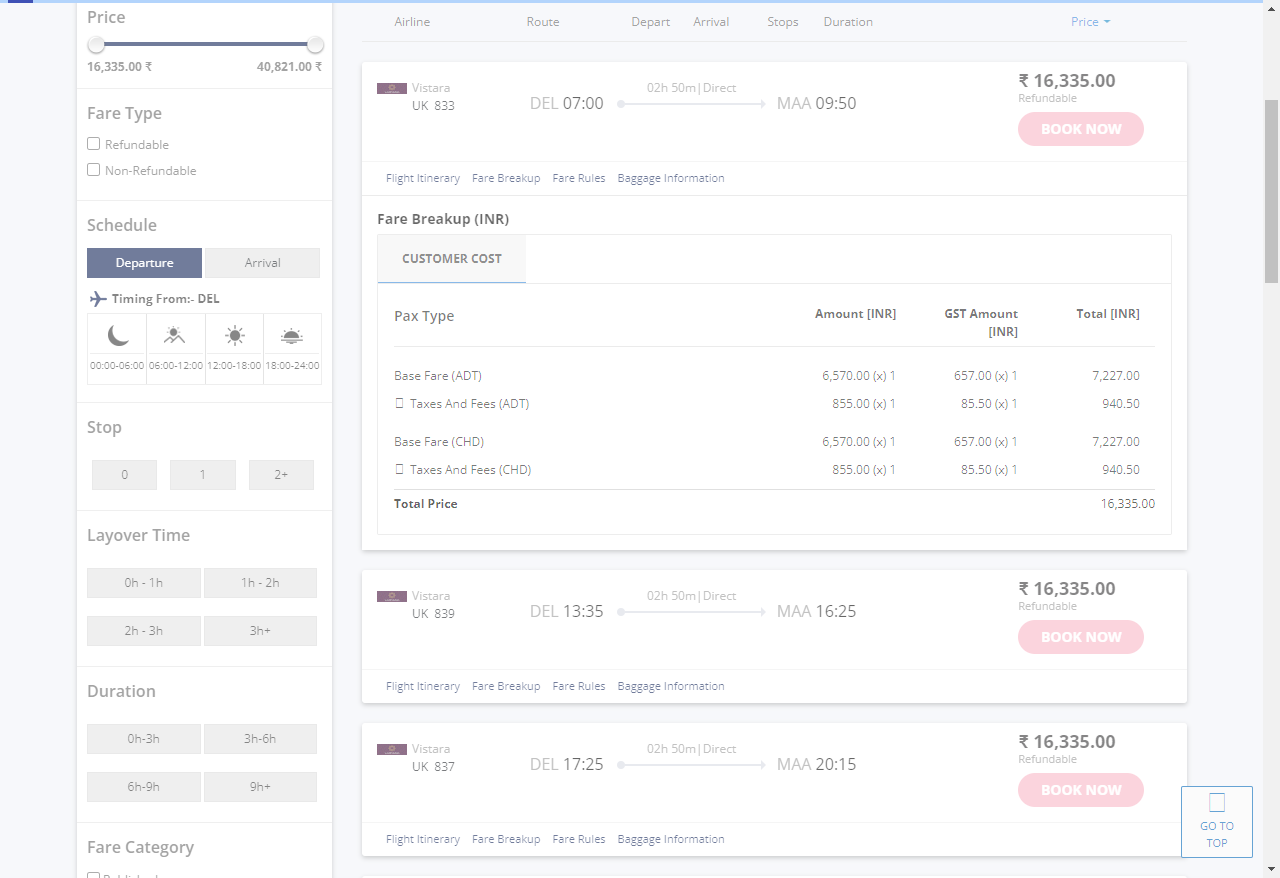 Price
16,335.00 ₹ 40,821.00 ₹
Fare Type
Refundable
Non-Refundable
Schedule
Departure Arrival
Timing From:- DEL
00:00-06:00 06:00-12:00 12:00-18:00 18:00-24:00
Stop
0 1 2+
Layover Time
0h - 1h 1h - 2h
2h - 3h 3h+
Duration
0h-3h 3h-6h
6h-9h 9h+
Fare Category
Airline Route Depart Arrival Stops Duration Price
Vistara
UK 833
DEL 07:00
02h 50m|Direct
MAA 09:50
₹ 16,335.00
Refundable
BOOK NOW
Flight Itinerary Fare Breakup Fare Rules Baggage Information
Fare Breakup (INR)
CUSTOMER COST
Pax Type Amount [INR] GST Amount [INR] Total [INR]
Base Fare (ADT) 6,570.00 (x) 1 657.00 (x) 1 7,227.00
Taxes And Fees (ADT) 855.00 (x) 1 85.50 (x) 1 940.50
Base Fare (CHD) 6,570.00 (x) 1 657.00 (x) 1 7,227.00
Taxes And Fees (CHD) 855.00 (x) 1 85.50 (x) 1 940.50
Total Price 16,335.00
Vistara
UK 839
DEL 13:35
02h 50m|Direct
MAA 16:25
₹ 16,335.00
Refundable
BOOK NOW
Flight Itinerary Fare Breakup Fare Rules Baggage Information
Vistara
UK 837
DEL 17:25
02h 50m|Direct
MAA 20:15
₹ 16,335.00
Refundable
BOOK NOW
Flight Itinerary Fare Breakup Fare Rules Baggage Information
GO TO
TOP